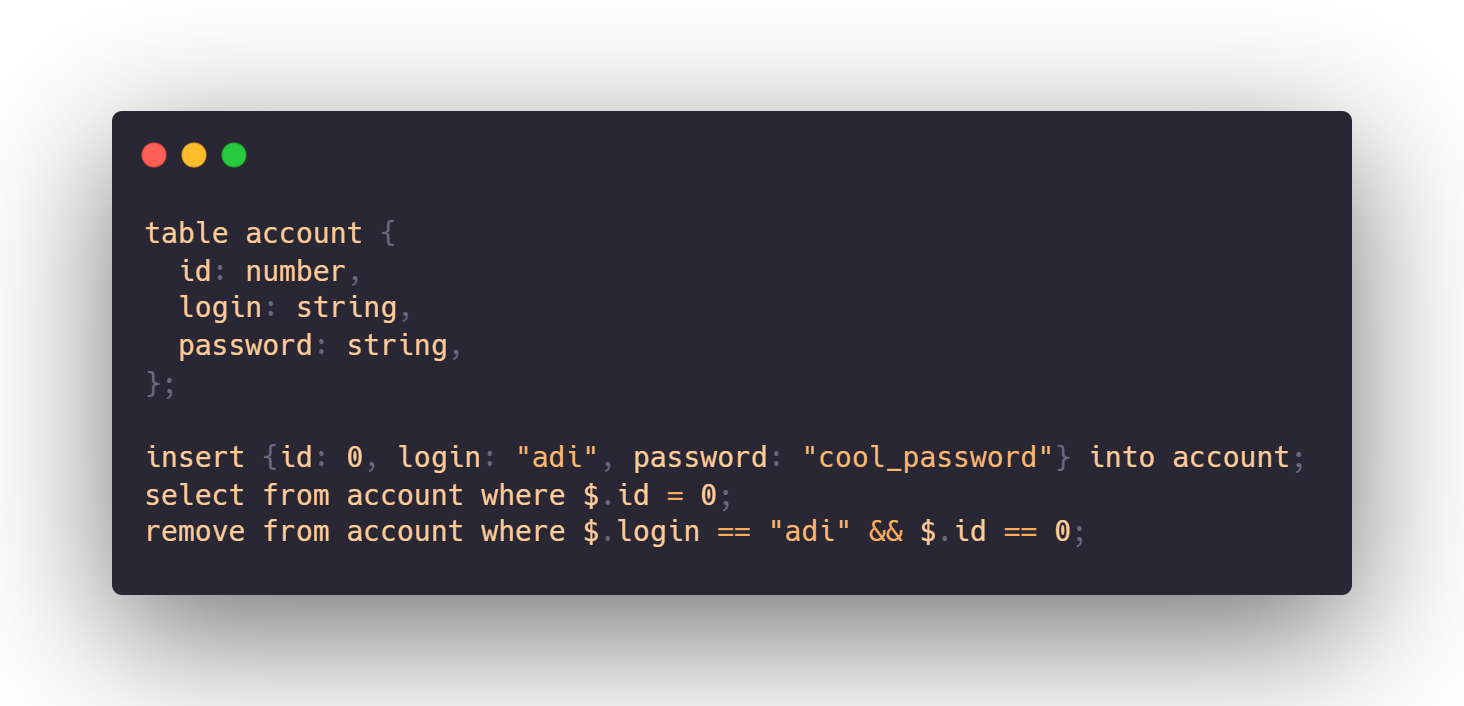 table account {
  id: number,
  login: string,
  password: string,
};

insert {id: 0, login: "adi", password: "cool_password"} into account;
select from account where $.id = 0;
remove from account where $.login == "adi" && $.id == 0;